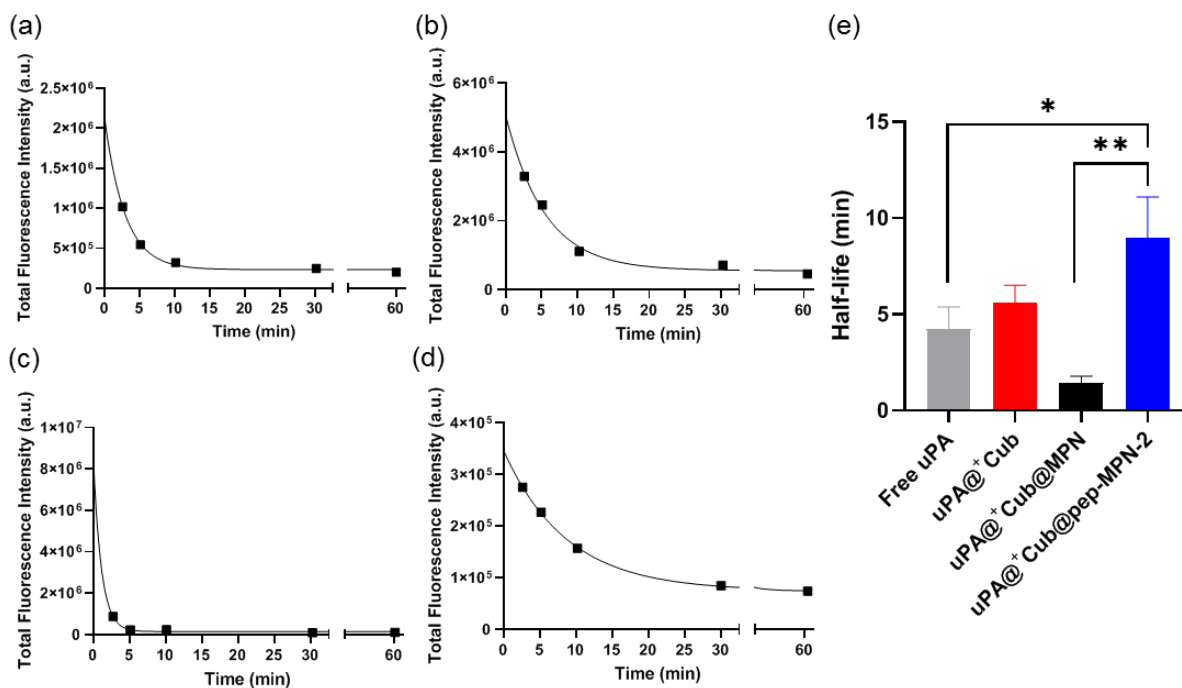 (a)
Total Fluorescence Intensity (a.u.)
2.5×10⁶
2×10⁶
1×10⁶
1×10⁶
5×10⁵
0
0 5 10 15 20 25 30 60
Time (min)
(b)
Total Fluorescence Intensity (a.u.)
6×10⁶
4×10⁶
2×10⁶
0
0 5 10 15 20 25 30 60
Time (min)
(c)
Total Fluorescence Intensity (a.u.)
1×10⁷
8×10⁶
6×10⁶
4×10⁶
2×10⁶
0
0 5 10 15 20 25 30 60
Time (min)
(d)
Total Fluorescence Intensity (a.u.)
4×10⁵
3×10⁵
2×10⁵
1×10⁵
0
0 5 10 15 20 25 30 60
Time (min)
(e)
Half-life (min)
15
10
5
0
*
**
Free uPA
uPA@⁺Cub
uPA@⁺Cub@MPN
uPA@⁺Cub@pep-MPN-2